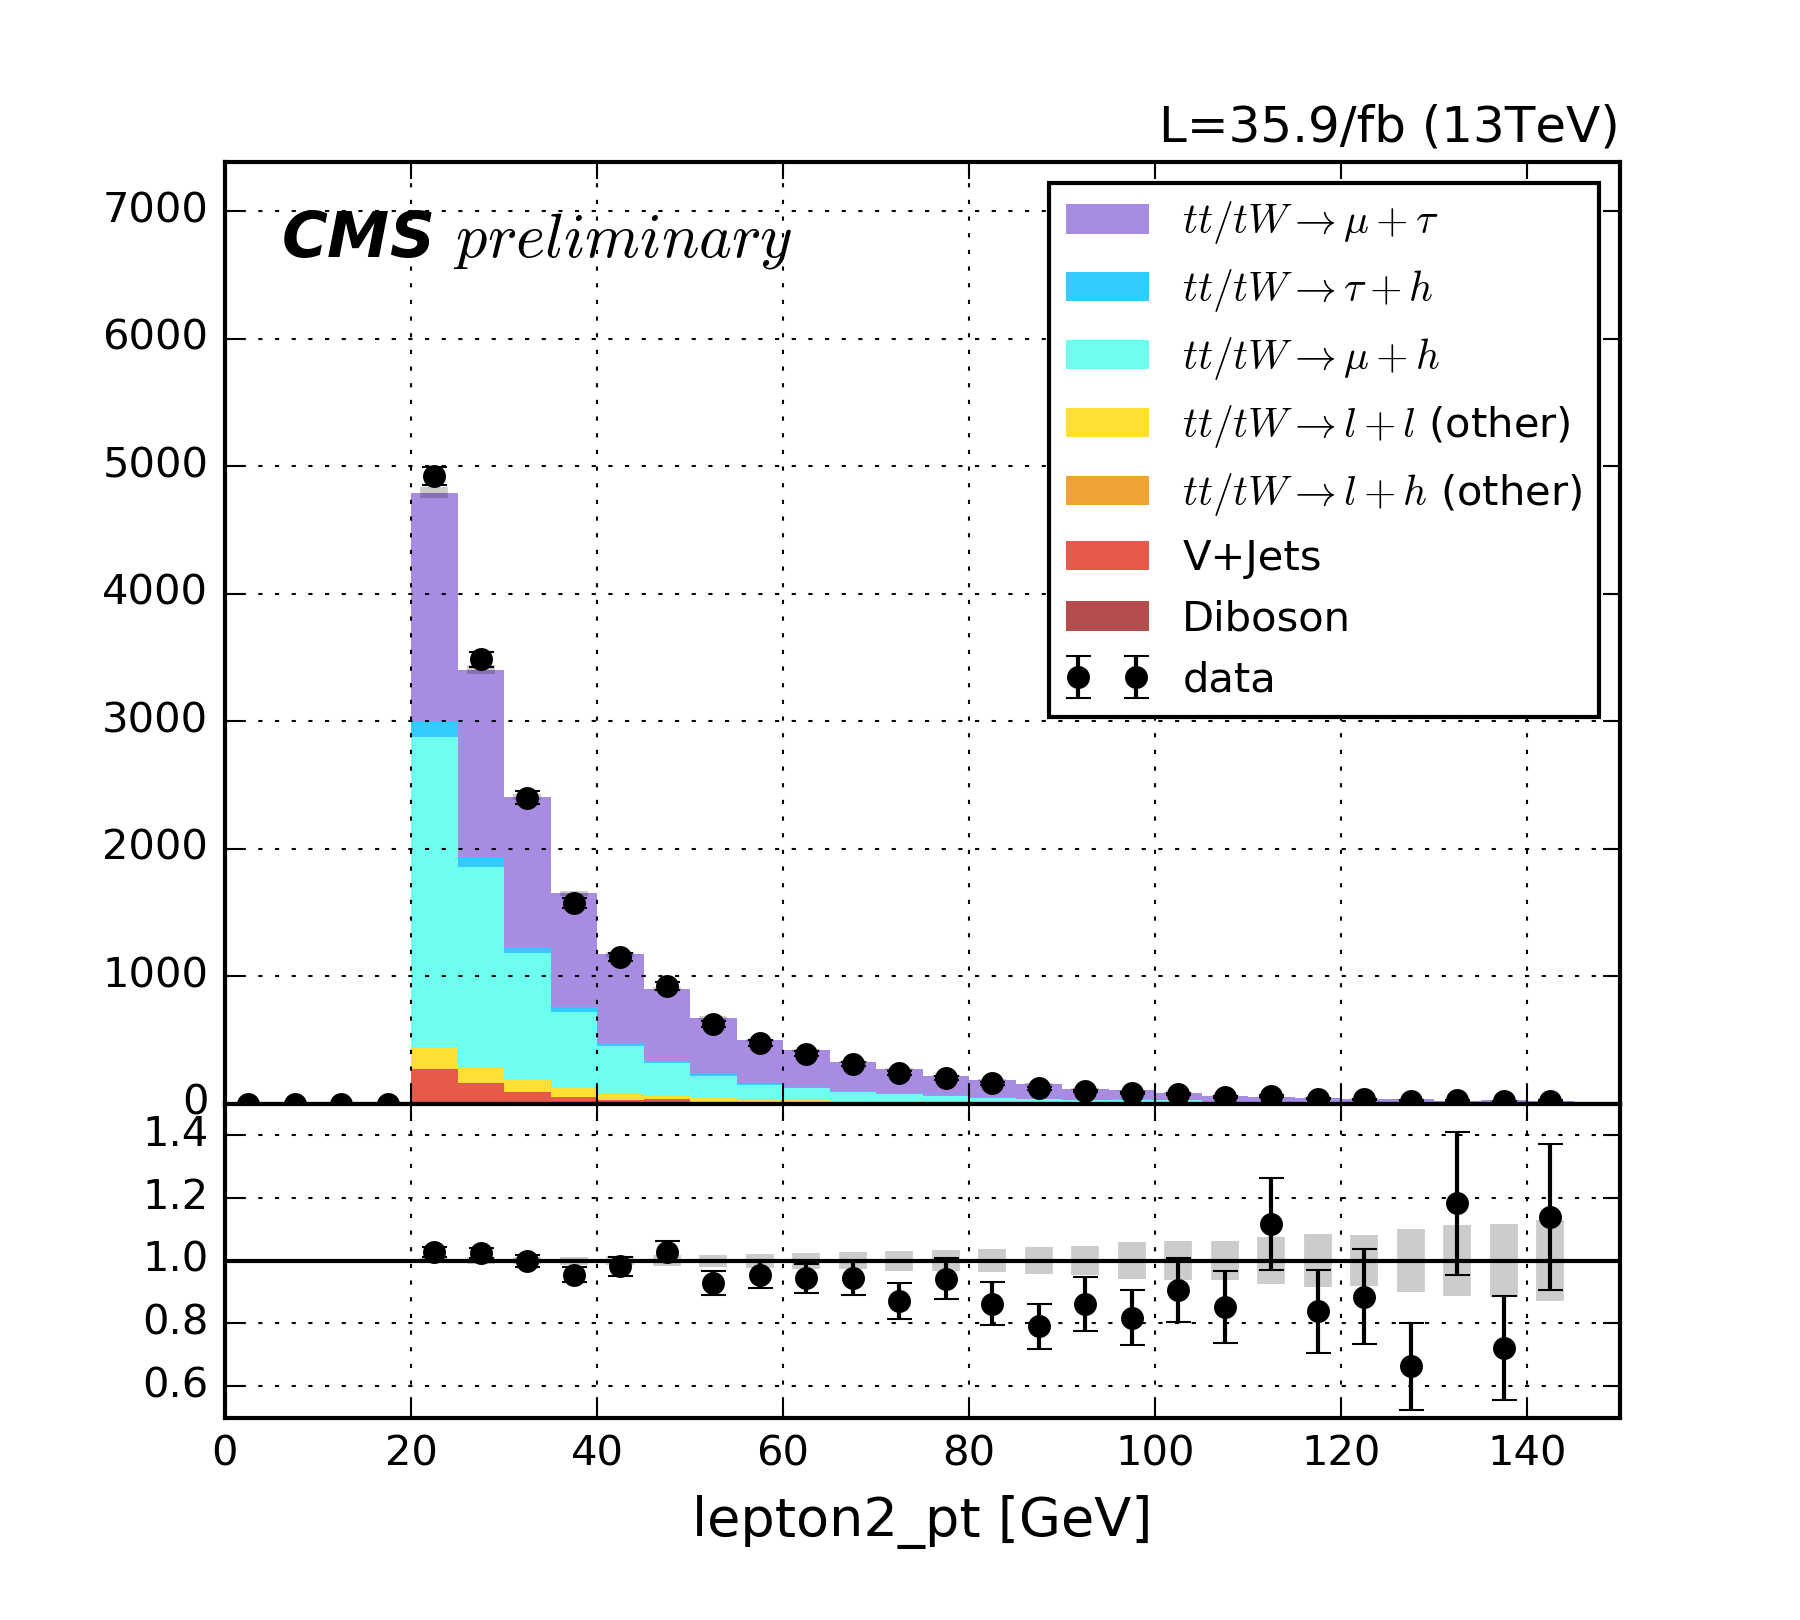 L=35.9/fb (13TeV)
CMS preliminary
7000
6000
5000
4000
3000
2000
1000
0
tt/tW → μ + τ
tt/tW → τ + h
tt/tW → μ + h
tt/tW → l + l (other)
tt/tW → l + h (other)
V+Jets
Diboson
data
1.4
1.2
1.0
0.8
0.6
0 20 40 60 80 100 120 140
lepton2_pt [GeV]